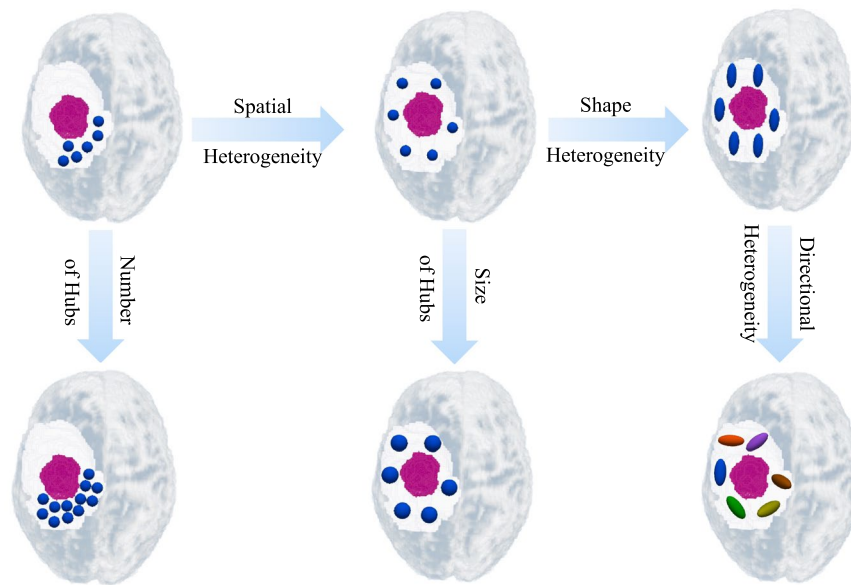 Spatial
Heterogeneity
Shape
Heterogeneity
Number
of Hubs
Size
of Hubs
Directional
Heterogeneity